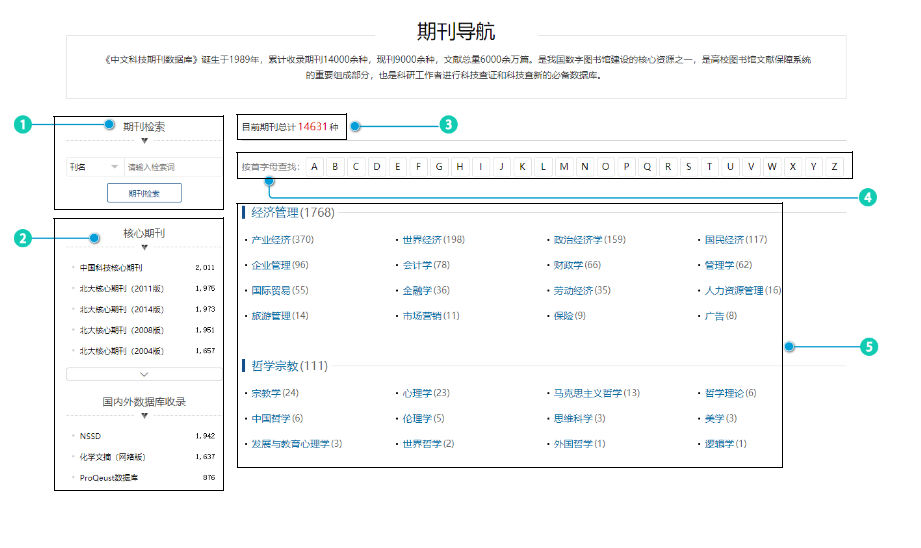 期刊导航
《中文科技期刊数据库》诞生于1989年，累计收录期刊14000余种，现刊9000余种，文献总量6000余万篇。是我国数字图书馆建设的核心资源之一，是高校图书馆文献保障系统
的重要组成部分，也是科研工作者进行科技查证和科技查新的必备数据库。
1
期刊检索
刊名 请输入检索词
期刊检索
2
核心期刊
中国科技核心期刊 2,011
北大核心期刊（2011版） 1,975
北大核心期刊（2014版） 1,973
北大核心期刊（2008版） 1,951
北大核心期刊（2004版） 1,657
国内外数据库收录
NSSD 1,942
化学文摘（网络版） 1,637
ProQeust数据库 876
目前期刊总计14631种
3
按首字母查找： A B C D E F G H I J K L M N O P Q R S T U V W X Y Z
4
经济管理(1768)
产业经济(370) 世界经济(198) 政治经济学(159) 国民经济(117)
企业管理(96) 会计学(78) 财政学(66) 管理学(62)
国际贸易(55) 金融学(36) 劳动经济(35) 人力资源管理(16)
旅游管理(14) 市场营销(11) 保险(9) 广告(8)
5
哲学宗教(111)
宗教学(24) 心理学(23) 马克思主义哲学(13) 哲学理论(6)
中国哲学(6) 伦理学(5) 思维科学(3) 美学(3)
发展与教育心理学(3) 世界哲学(2) 外国哲学(1) 逻辑学(1)